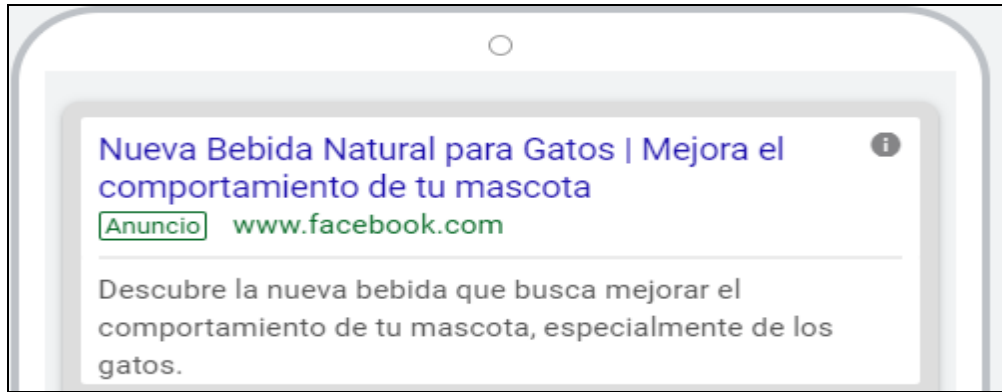 Nueva Bebida Natural para Gatos | Mejora el
comportamiento de tu mascota
Anuncio www.facebook.com
Descubre la nueva bebida que busca mejorar el
comportamiento de tu mascota, especialmente de los
gatos.